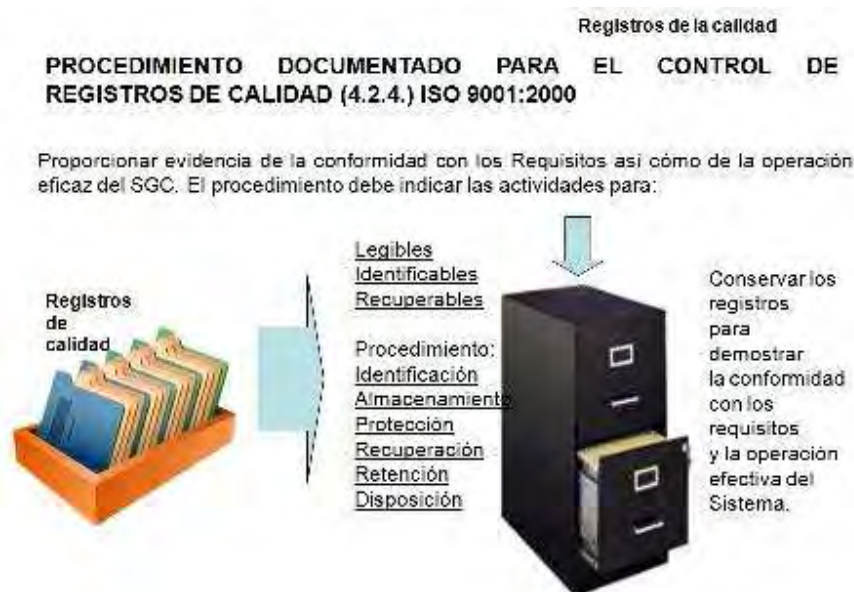 Registros de la calidad
PROCEDIMIENTO DOCUMENTADO PARA EL CONTROL DE
REGISTROS DE CALIDAD (4.2.4.) ISO 9001:2000
Proporcionar evidencia de la conformidad con los Requisitos así cómo de la operación
eficaz del SGC. El procedimiento debe indicar las actividades para:
Registros
de
calidad
Legibles
Identificables
Recuperables
Procedimiento:
Identificación
Almacenamiento
Protección
Recuperación
Retención
Disposición
Conservar los
registros
para
demostrar
la conformidad
con los
requisitos
y la operación
efectiva del
Sistema.